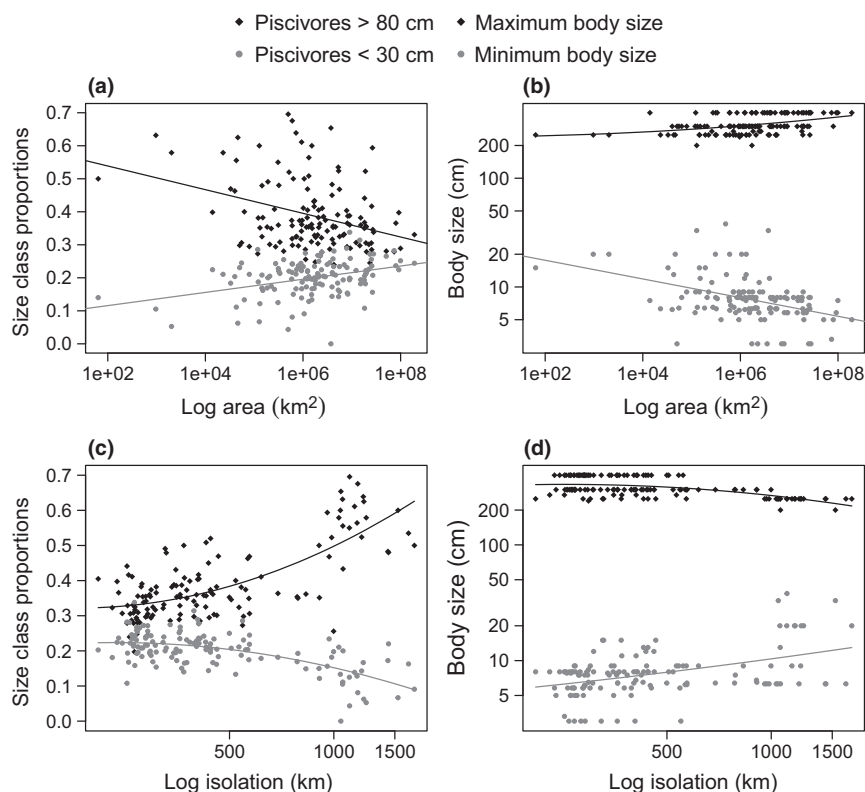 Piscivores > 80 cm
Maximum body size
Piscivores < 30 cm
Minimum body size
(a)
(b)
Size class proportions
0.7
0.6
0.5
0.4
0.3
0.2
0.1
0.0
1e+02
1e+04
1e+06
1e+08
Log area (km²)
Body size (cm)
200
100
50
20
10
5
1e+02
1e+04
1e+06
1e+08
Log area (km²)
(c)
(d)
Size class proportions
0.7
0.6
0.5
0.4
0.3
0.2
0.1
0.0
500
1000
1500
Log isolation (km)
Body size (cm)
200
100
50
20
10
5
500
1000
1500
Log isolation (km)